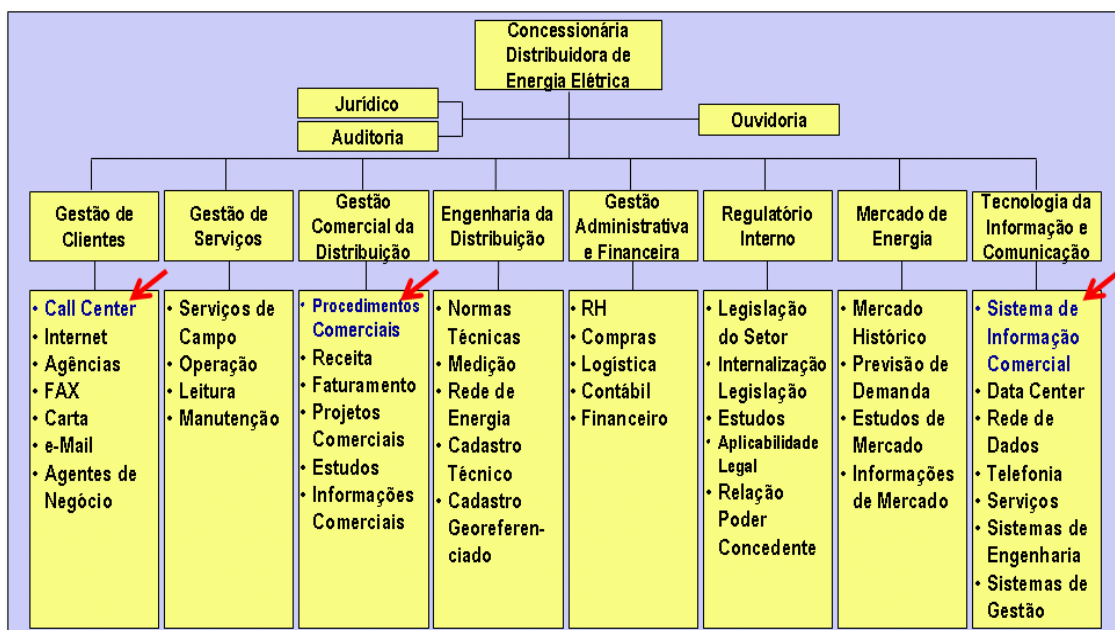 Concessionária
Distribuidora de
Energia Elétrica
Jurídico
Auditoria
Ouvidoria
Gestão de
Clientes
Gestão de
Serviços
Gestão
Comercial da
Distribuição
Engenharia da
Distribuição
Gestão
Administrativa
e Financeira
Regulatório
Interno
Mercado de
Energia
Tecnologia da
Informação e
Comunicação
• Call Center
• Internet
• Agências
• FAX
• Carta
• e-Mail
• Agentes de
Negócio
• Serviços de
Campo
• Operação
• Leitura
• Manutenção
• Procedimentos
Comerciais
• Receita
• Faturamento
• Projetos
Comerciais
• Estudos
• Informações
Comerciais
• Normas
Técnicas
• Medição
• Rede de
Energia
• Cadastro
Técnico
• Cadastro
Georeferen-
ciado
• RH
• Compras
• Logística
• Contábil
• Financeiro
• Legislação
do Setor
• Internalização
Legislação
• Estudos
• Aplicabilidade
Legal
• Relação
Poder
Concedente
• Mercado
Histórico
• Previsão de
Demanda
• Estudos de
Mercado
• Informações
de Mercado
• Sistema de
Informação
Comercial
• Data Center
• Rede de
Dados
• Telefonia
• Serviços
• Sistemas de
Engenharia
• Sistemas de
Gestão